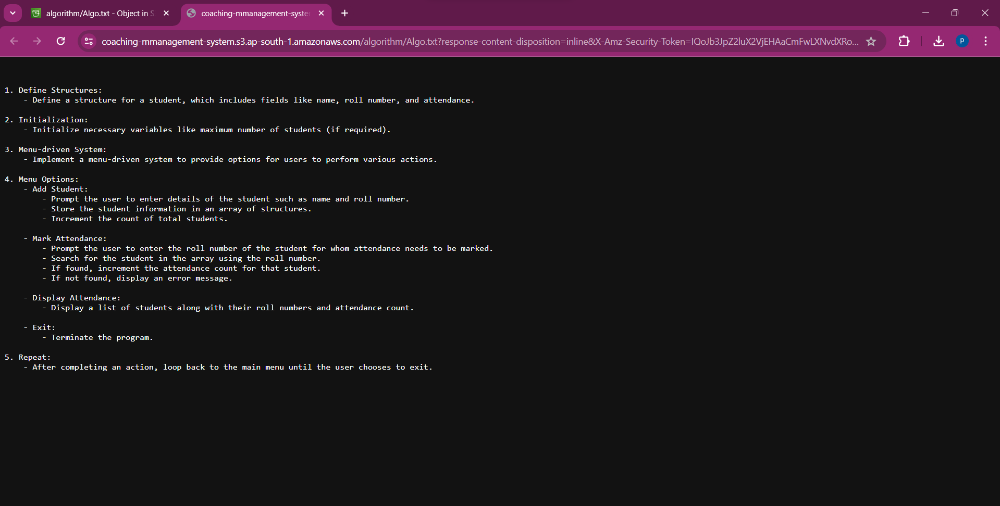 algorithm/Algo.txt - Object in S
coaching-mmanagement-syste
coaching-mmanagement-system.s3.ap-south-1.amazonaws.com/algorithm/Algo.txt?response-content-disposition=inline&X-Amz-Security-Token=IQoJb3JpZ2luX2VjEHAaCmFwLXNvdXRo...
P
1. Define Structures:
- Define a structure for a student, which includes fields like name, roll number, and attendance.
2. Initialization:
- Initialize necessary variables like maximum number of students (if required).
3. Menu-driven System:
- Implement a menu-driven system to provide options for users to perform various actions.
4. Menu Options:
- Add Student:
- Prompt the user to enter details of the student such as name and roll number.
- Store the student information in an array of structures.
- Increment the count of total students.
- Mark Attendance:
- Prompt the user to enter the roll number of the student for whom attendance needs to be marked.
- Search for the student in the array using the roll number.
- If found, increment the attendance count for that student.
- If not found, display an error message.
- Display Attendance:
- Display a list of students along with their roll numbers and attendance count.
- Exit:
- Terminate the program.
5. Repeat:
- After completing an action, loop back to the main menu until the user chooses to exit.